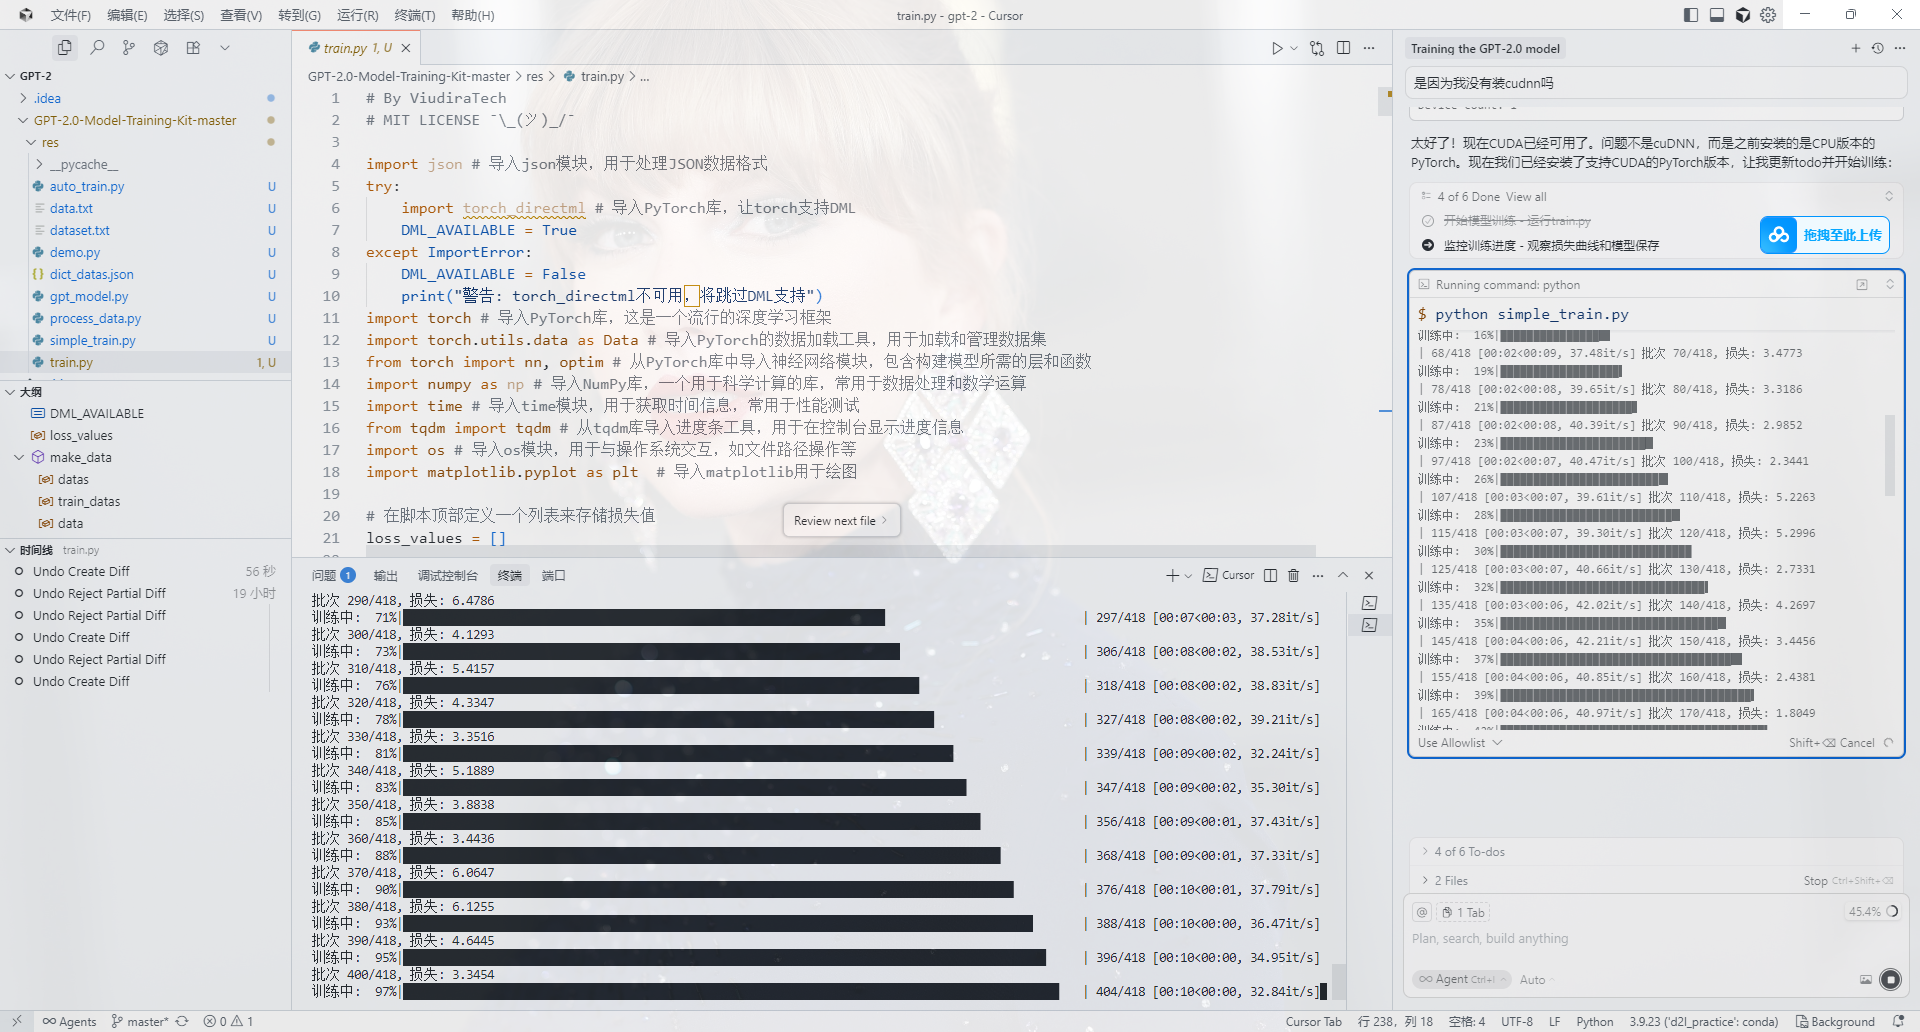 文件(F) 编辑(E) 选择(S) 查看(V) 转到(G) 运行(R) 终端(T) 帮助(H)
train.py - gpt-2 - Cursor
GPT-2
.idea
GPT-2.0-Model-Training-Kit-master
res
__pycache__
auto_train.py U
data.txt U
dataset.txt U
demo.py U
dict_datas.json U
gpt_model.py U
process_data.py U
simple_train.py U
train.py 1, U
大纲
DML_AVAILABLE
loss_values
make_data
datas
train_datas
data
时间线 train.py
Undo Create Diff 56 秒
Undo Reject Partial Diff 19 小时
Undo Reject Partial Diff
Undo Create Diff
Undo Reject Partial Diff
Undo Create Diff
train.py 1, U
GPT-2.0-Model-Training-Kit-master > res > train.py > ...
1 # By ViudiraTech
2 # MIT LICENSE ¯\_(ツ)_/¯
3
4 import json # 导入json模块，用于处理JSON数据格式
5 try:
6 import torch_directml # 导入PyTorch库，让torch支持DML
7 DML_AVAILABLE = True
8 except ImportError:
9 DML_AVAILABLE = False
10 print("警告: torch_directml不可用，将跳过DML支持")
11 import torch # 导入PyTorch库，这是一个流行的深度学习框架
12 import torch.utils.data as Data # 导入PyTorch的数据加载工具，用于加载和管理数据集
13 from torch import nn, optim # 从PyTorch库中导入神经网络模块，包含构建模型所需的层和函数
14 import numpy as np # 导入NumPy库，一个用于科学计算的库，常用于数据处理和数学运算
15 import time # 导入time模块，用于获取时间信息，常用于性能测试
16 from tqdm import tqdm # 从tqdm库导入进度条工具，用于在控制台显示进度信息
17 import os # 导入os模块，用于与操作系统交互，如文件路径操作等
18 import matplotlib.pyplot as plt # 导入matplotlib用于绘图
19
20 # 在脚本顶部定义一个列表来存储损失值
21 loss_values = []
Review next file
问题 1 输出 调试控制台 终端 端口
Cursor
批次 290/418, 损失: 6.4786
训练中: 71%| | 297/418 [00:07<00:03, 37.28it/s]
批次 300/418, 损失: 4.1293
训练中: 73%| | 306/418 [00:08<00:02, 38.53it/s]
批次 310/418, 损失: 5.4157
训练中: 76%| | 318/418 [00:08<00:02, 38.83it/s]
批次 320/418, 损失: 4.3347
训练中: 78%| | 327/418 [00:08<00:02, 39.21it/s]
批次 330/418, 损失: 3.3516
训练中: 81%| | 339/418 [00:09<00:02, 32.24it/s]
批次 340/418, 损失: 5.1889
训练中: 83%| | 347/418 [00:09<00:02, 35.30it/s]
批次 350/418, 损失: 3.8838
训练中: 85%| | 356/418 [00:09<00:01, 37.43it/s]
批次 360/418, 损失: 3.4436
训练中: 88%| | 368/418 [00:09<00:01, 37.33it/s]
批次 370/418, 损失: 6.0647
训练中: 90%| | 376/418 [00:10<00:01, 37.79it/s]
批次 380/418, 损失: 6.1255
训练中: 93%| | 388/418 [00:10<00:00, 36.47it/s]
批次 390/418, 损失: 4.6445
训练中: 95%| | 396/418 [00:10<00:00, 34.95it/s]
批次 400/418, 损失: 3.3454
训练中: 97%| | 404/418 [00:10<00:00, 32.84it/s]
Training the GPT-2.0 model
是因为我没有装cudnn吗
太好了！现在CUDA已经可用了。问题不是cuDNN，而是之前安装的是CPU版本的
PyTorch。现在我们已经安装了支持CUDA的PyTorch版本，让我更新todo并开始训练：
4 of 6 Done View all
开始模型训练 - 运行train.py
监控训练进度 - 观察损失曲线和模型保存
拖拽至此上传
Running command: python
$ python simple_train.py
训练中: 16%|
| 68/418 [00:02<00:09, 37.48it/s] 批次 70/418, 损失: 3.4773
训练中: 19%|
| 78/418 [00:02<00:08, 39.65it/s] 批次 80/418, 损失: 3.3186
训练中: 21%|
| 87/418 [00:02<00:08, 40.39it/s] 批次 90/418, 损失: 2.9852
训练中: 23%|
| 97/418 [00:02<00:07, 40.47it/s] 批次 100/418, 损失: 2.3441
训练中: 26%|
| 107/418 [00:03<00:07, 39.61it/s] 批次 110/418, 损失: 5.2263
训练中: 28%|
| 115/418 [00:03<00:07, 39.30it/s] 批次 120/418, 损失: 5.2996
训练中: 30%|
| 125/418 [00:03<00:07, 40.66it/s] 批次 130/418, 损失: 2.7331
训练中: 32%|
| 135/418 [00:03<00:06, 42.02it/s] 批次 140/418, 损失: 4.2697
训练中: 35%|
| 145/418 [00:04<00:06, 42.21it/s] 批次 150/418, 损失: 3.4456
训练中: 37%|
| 155/418 [00:04<00:06, 40.85it/s] 批次 160/418, 损失: 2.4381
训练中: 39%|
| 165/418 [00:04<00:06, 40.97it/s] 批次 170/418, 损失: 1.8049
Use Allowlist Shift+⌫ Cancel
4 of 6 To-dos
2 Files Stop Ctrl+Shift+⌫
@ 1 Tab 45.4%
Plan, search, build anything
∞ Agent Ctrl+I Auto
Agents master* 0 1 Cursor Tab 行 238，列 18 空格: 4 UTF-8 LF Python 3.9.23 ('d2l_practice': conda) Background